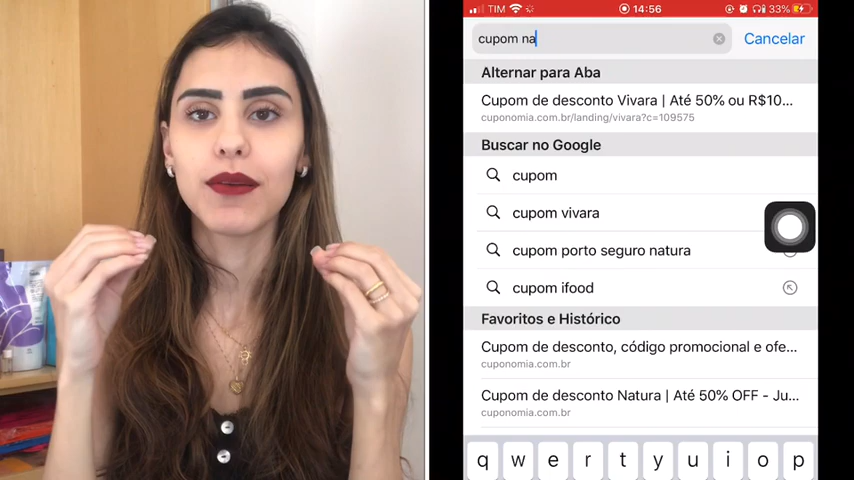 TIM 14:56 33%
cupom na Cancelar
Alternar para Aba
Cupom de desconto Vivara | Até 50% ou R$10...
cuponomia.com.br/landing/vivara?c=109575
Buscar no Google
cupom
cupom vivara
cupom porto seguro natura
cupom ifood
Favoritos e Histórico
Cupom de desconto, código promocional e ofe...
cuponomia.com.br
Cupom de desconto Natura | Até 50% OFF - Ju...
cuponomia.com.br
q w e r t y u i o p